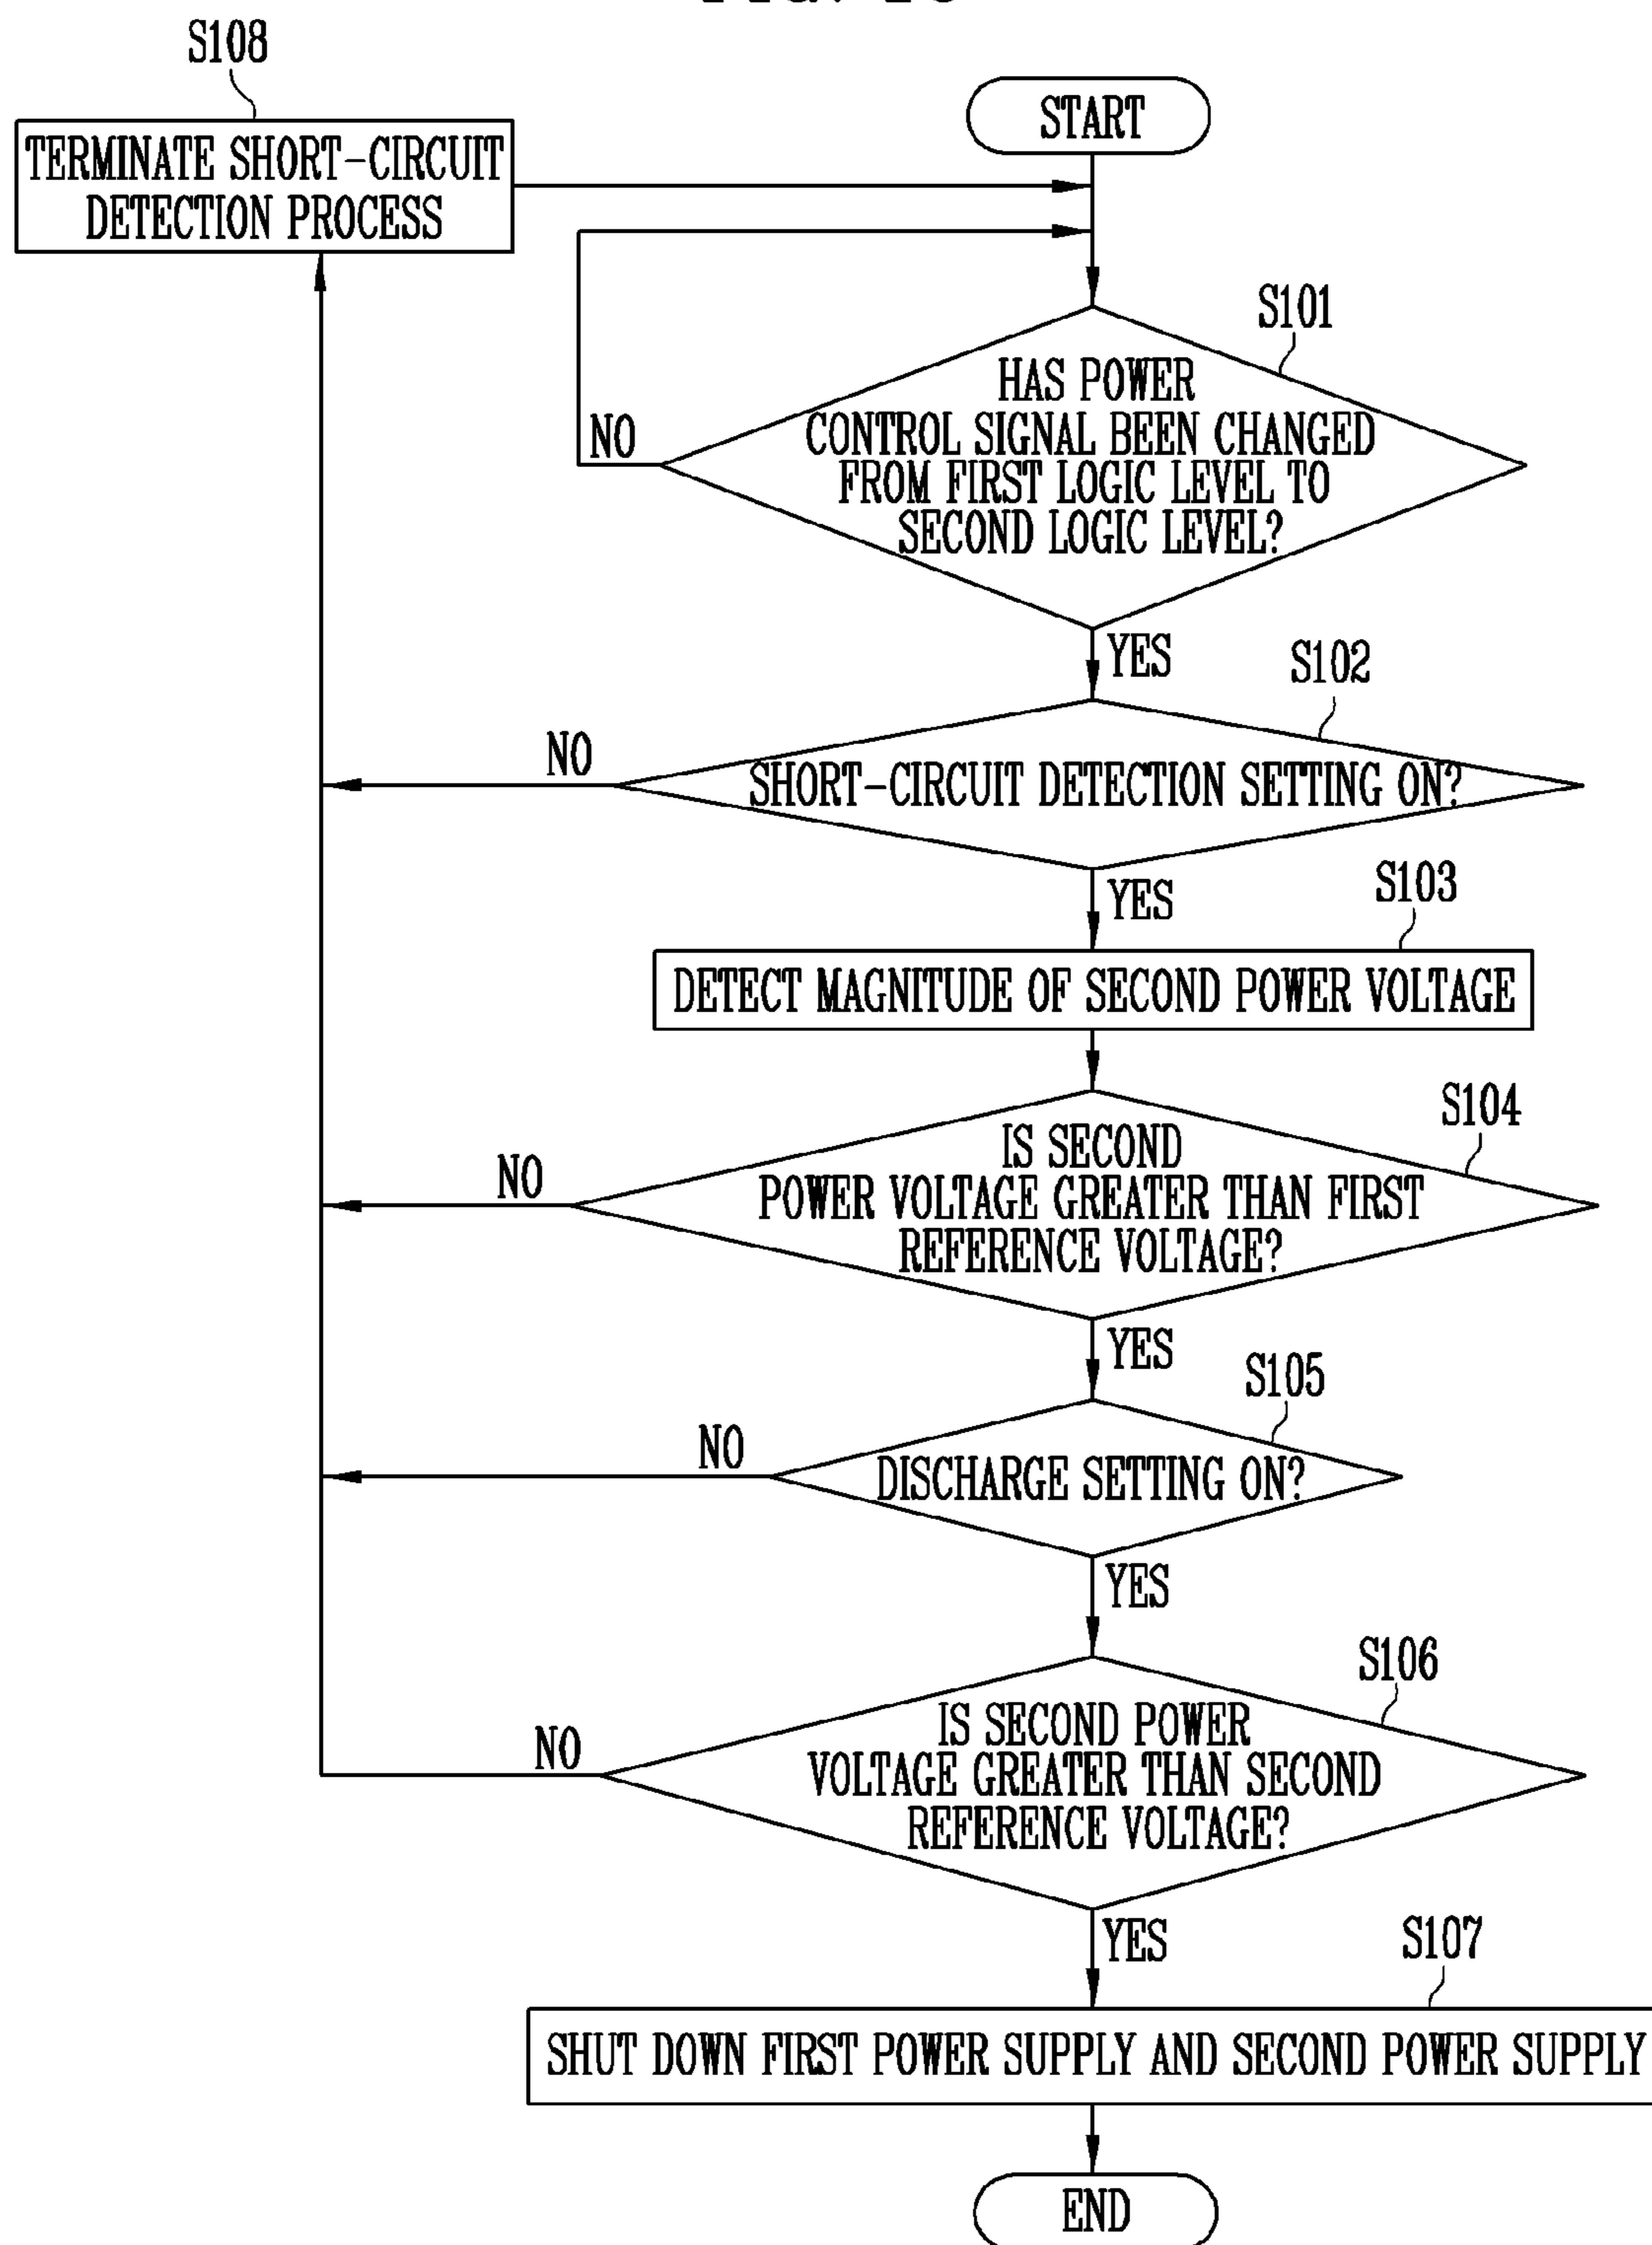 S108
START
TERMINATE SHORT-CIRCUIT
DETECTION PROCESS
S101
HAS POWER
CONTROL SIGNAL BEEN CHANGED
FROM FIRST LOGIC LEVEL TO
SECOND LOGIC LEVEL?
NO
YES
S102
NO
SHORT-CIRCUIT DETECTION SETTING ON?
YES
S103
DETECT MAGNITUDE OF SECOND POWER VOLTAGE
S104
NO
IS SECOND
POWER VOLTAGE GREATER THAN FIRST
REFERENCE VOLTAGE?
YES
S105
NO
DISCHARGE SETTING ON?
YES
S106
NO
IS SECOND POWER
VOLTAGE GREATER THAN SECOND
REFERENCE VOLTAGE?
YES
S107
SHUT DOWN FIRST POWER SUPPLY AND SECOND POWER SUPPLY
END